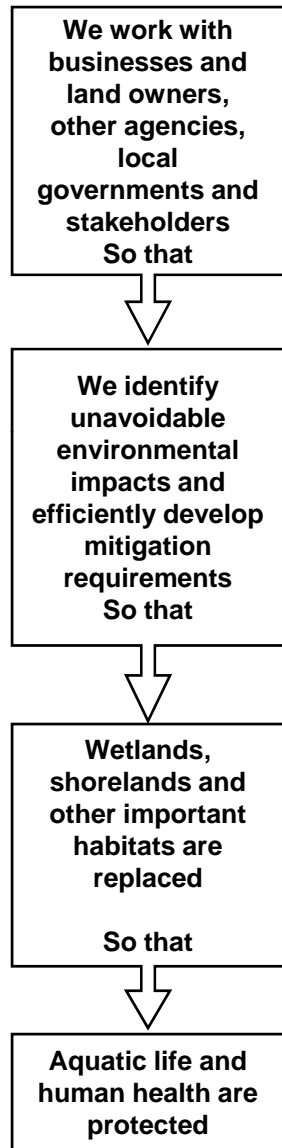 We work with
businesses and
land owners,
other agencies,
local
governments and
stakeholders
So that
We identify
unavoidable
environmental
impacts and
efficiently develop
mitigation
requirements
So that
Wetlands,
shorelands and
other important
habitats are
replaced
So that
Aquatic life and
human health are
protected